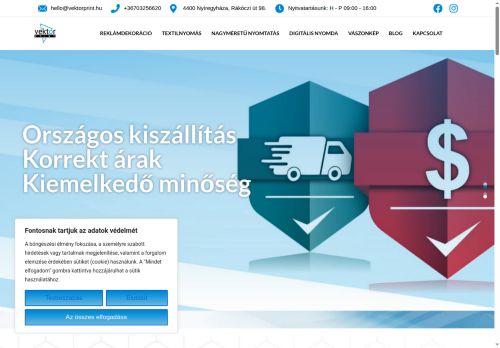 hello@vektorprint.hu
+36703256620
4400 Nyíregyháza, Rákóczi út 98.
Nyitvatartásunk: H - P 09:00 - 16:00
vektor
REKLÁMDEKORÁCIÓ
TEXTILNYOMÁS
NAGYMÉRETŰ NYOMTATÁS
DIGITÁLIS NYOMDA
VÁSZONKÉP
BLOG
KAPCSOLAT
Országos kiszállítás
Korrekt árak
Kiemelkedő minőség
$
Fontosnak tartjuk az adatok védelmét
A böngészési élmény fokozása, a személyre szabott
hirdetések vagy tartalmak megjelenítése, valamint a forgalom
elemzése érdekében sütiket (cookie) használunk. A "Mindet
elfogadom" gombra kattintva hozzájárulhat a sütik
használatához.
Testreszabás
Elutasít
Az összes elfogadása